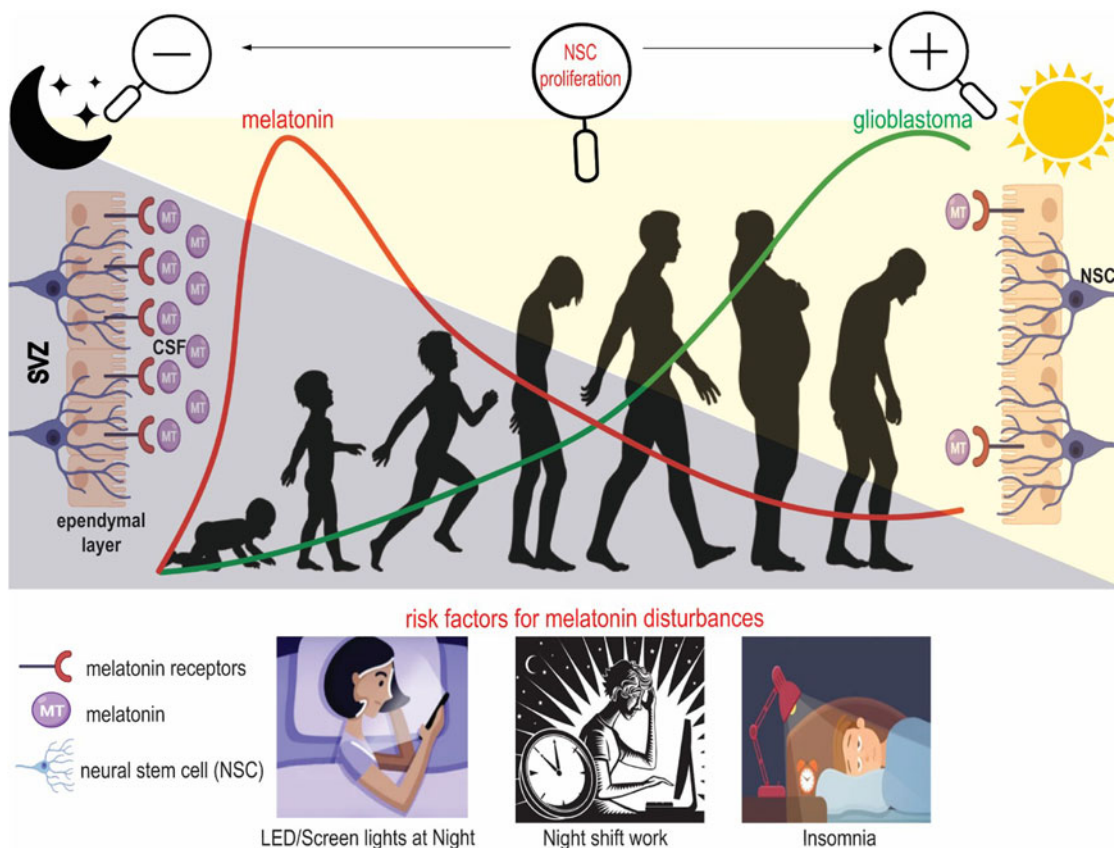 NSC
proliferation
melatonin
glioblastoma
MT
MT
MT
MT
MT
MT
CSF
MT
MT
MT
MT
SVZ
ependymal
layer
MT
NSC
MT
risk factors for melatonin disturbances
melatonin receptors
MT
melatonin
neural stem cell (NSC)
LED/Screen lights at Night
Night shift work
Insomnia